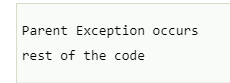 Parent Exception occurs
rest of the code